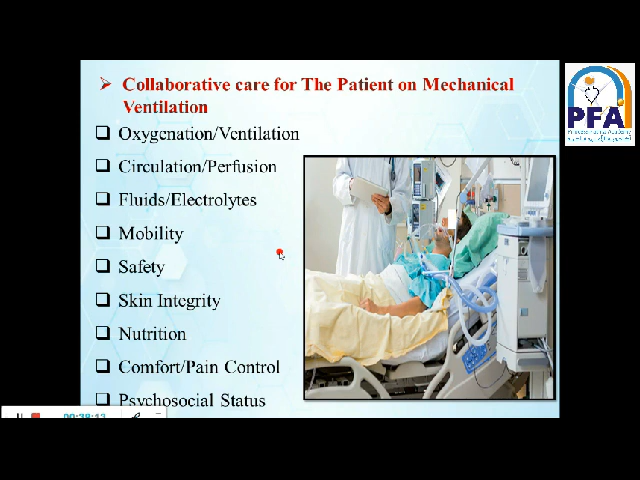 Collaborative care for The Patient on Mechanical
Ventilation
Oxygenation/Ventilation
Circulation/Perfusion
Fluids/Electrolytes
Mobility
Safety
Skin Integrity
Nutrition
Comfort/Pain Control
Psychosocial Status
PFA